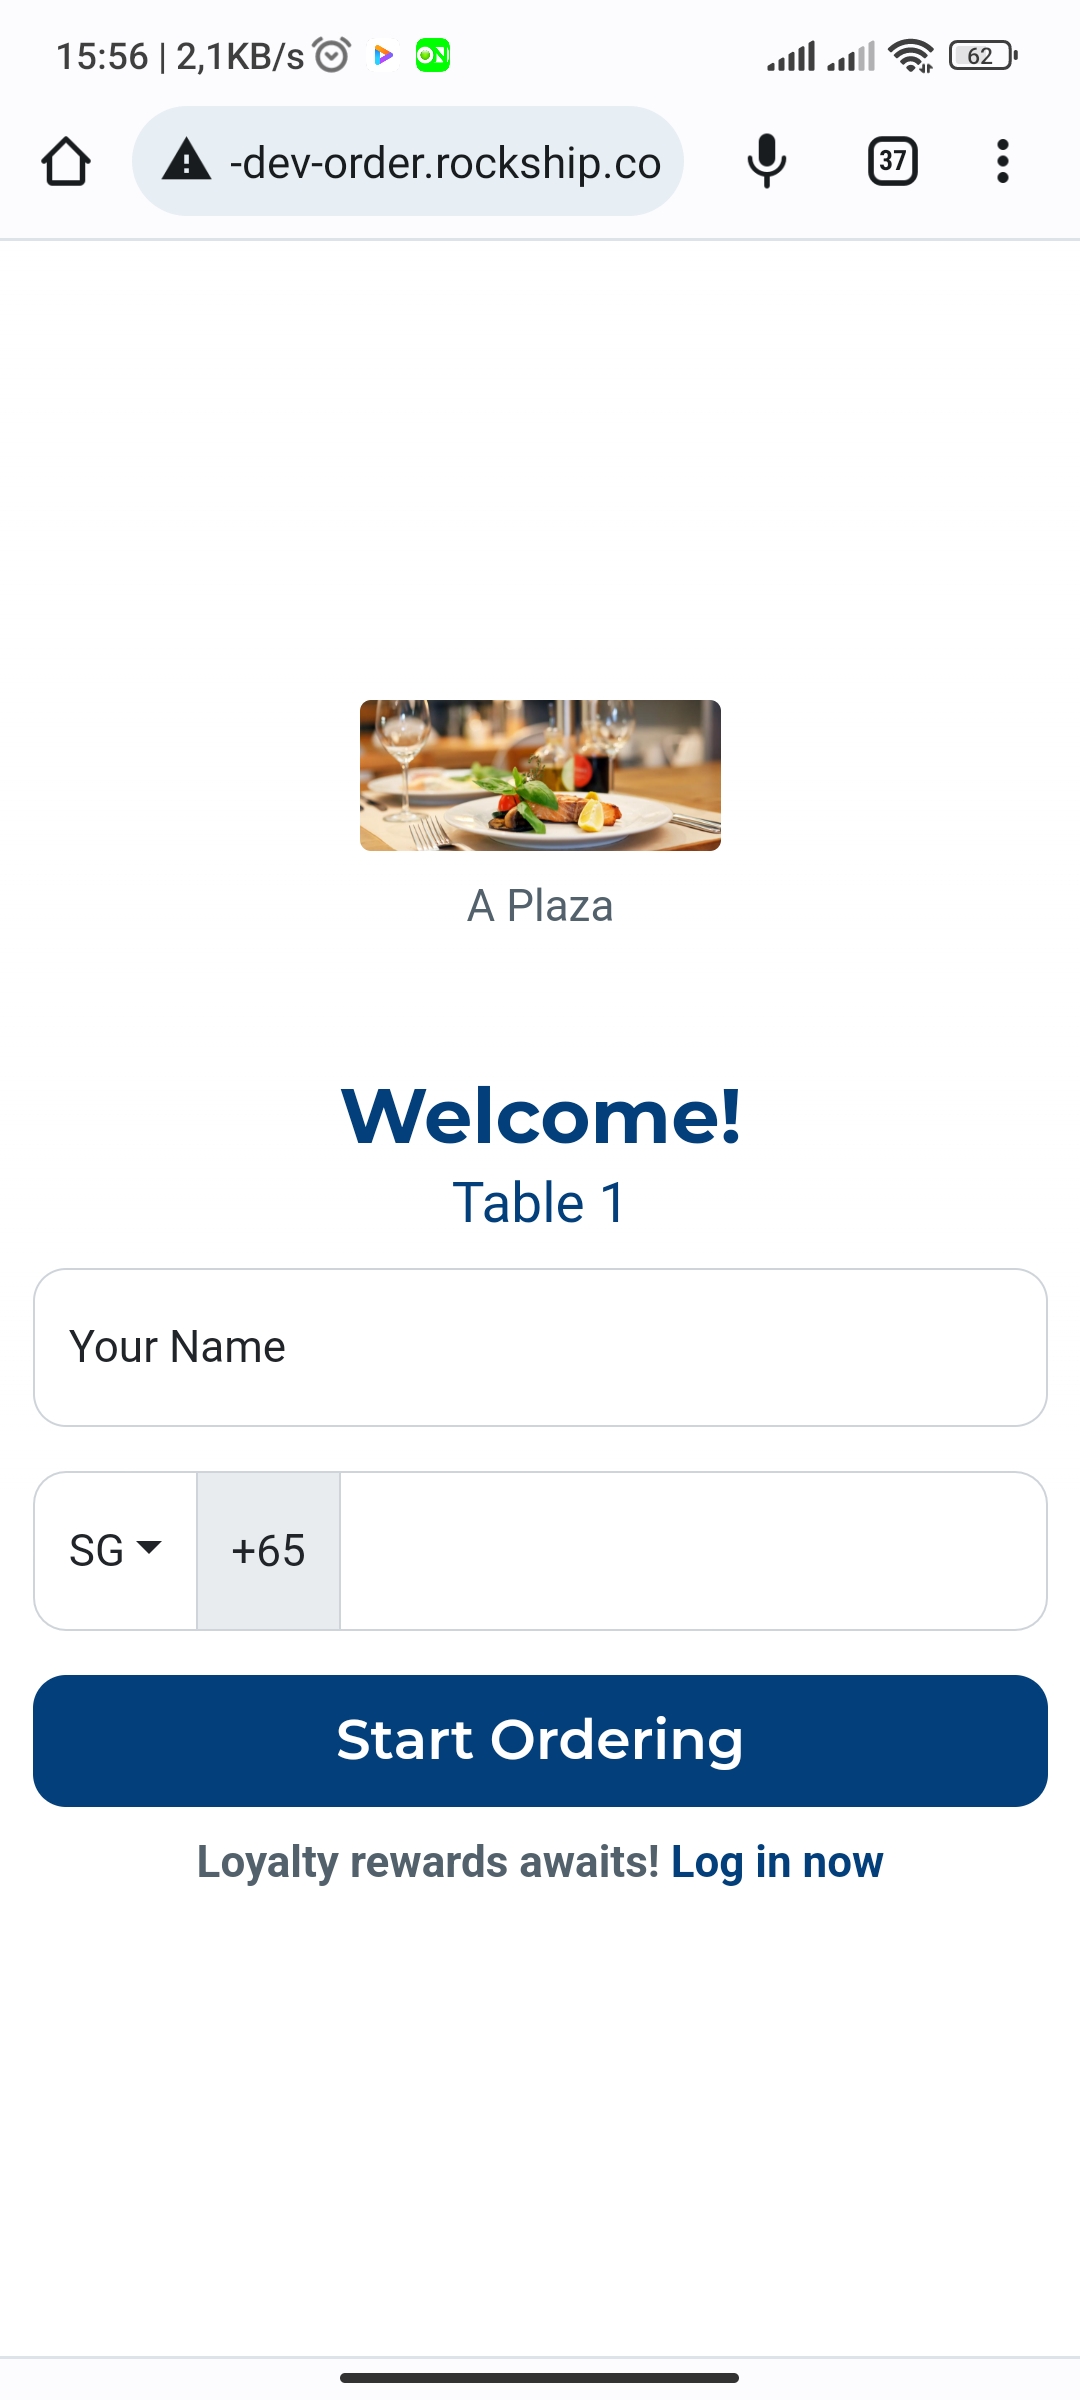 15:56 | 2,1KB/s
ON
62
-dev-order.rockship.co
37
A Plaza
Welcome!
Table 1
Your Name
SG
+65
Start Ordering
Loyalty rewards awaits! Log in now